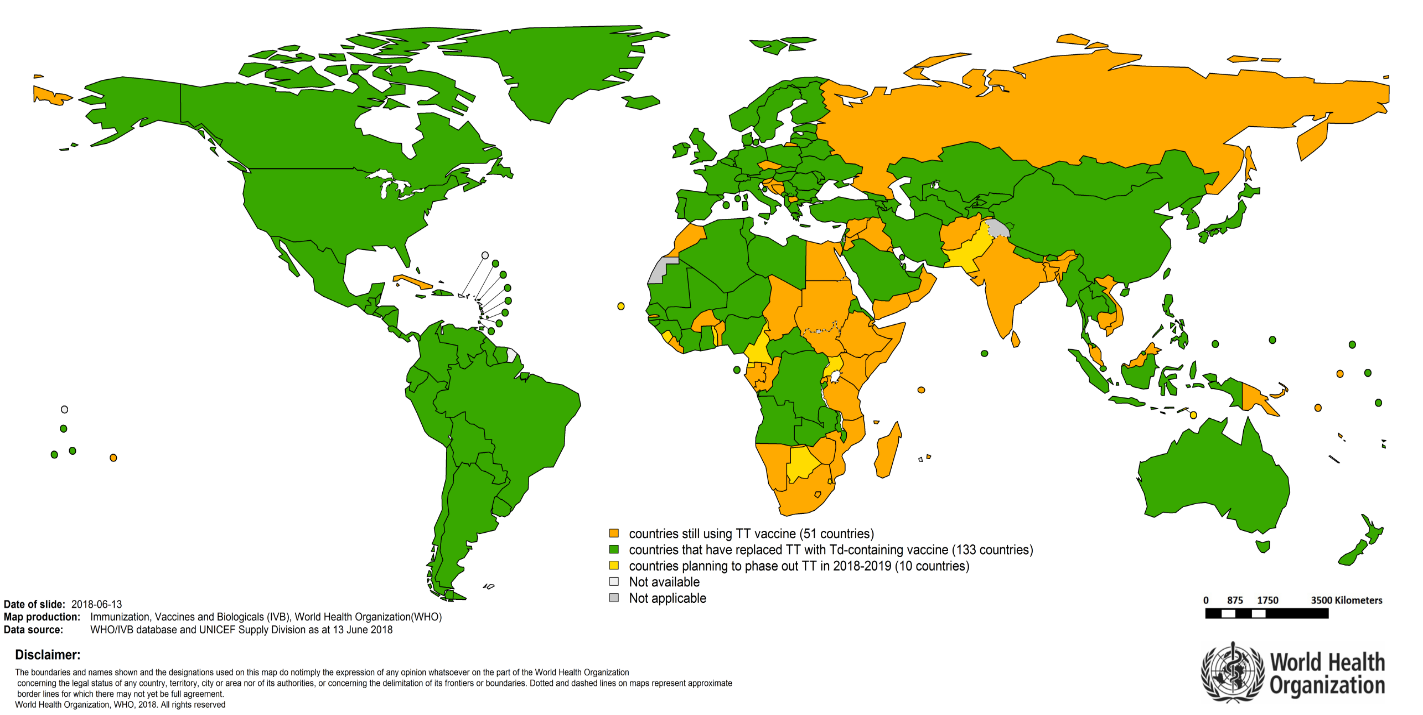 countries still using TT vaccine (51 countries)
countries that have replaced TT with Td-containing vaccine (133 countries)
countries planning to phase out TT in 2018-2019 (10 countries)
Not available
Not applicable
Date of slide: 2018-06-13
Map production: Immunization, Vaccines and Biologicals (IVB), World Health Organization(WHO)
Data source: WHO/IVB database and UNICEF Supply Division as at 13 June 2018
0 875 1750 3500 Kilometers
Disclaimer:
The boundaries and names shown and the designations used on this map do notimply the expression of any opinion whatsoever on the part of the World Health Organization
concerning the legal status of any country, territory, city or area nor of its authorities, or concerning the delimitation of its frontiers or boundaries. Dotted and dashed lines on maps represent approximate
border lines for which there may not yet be full agreement.
World Health Organization, WHO, 2018. All rights reserved
World Health
Organization